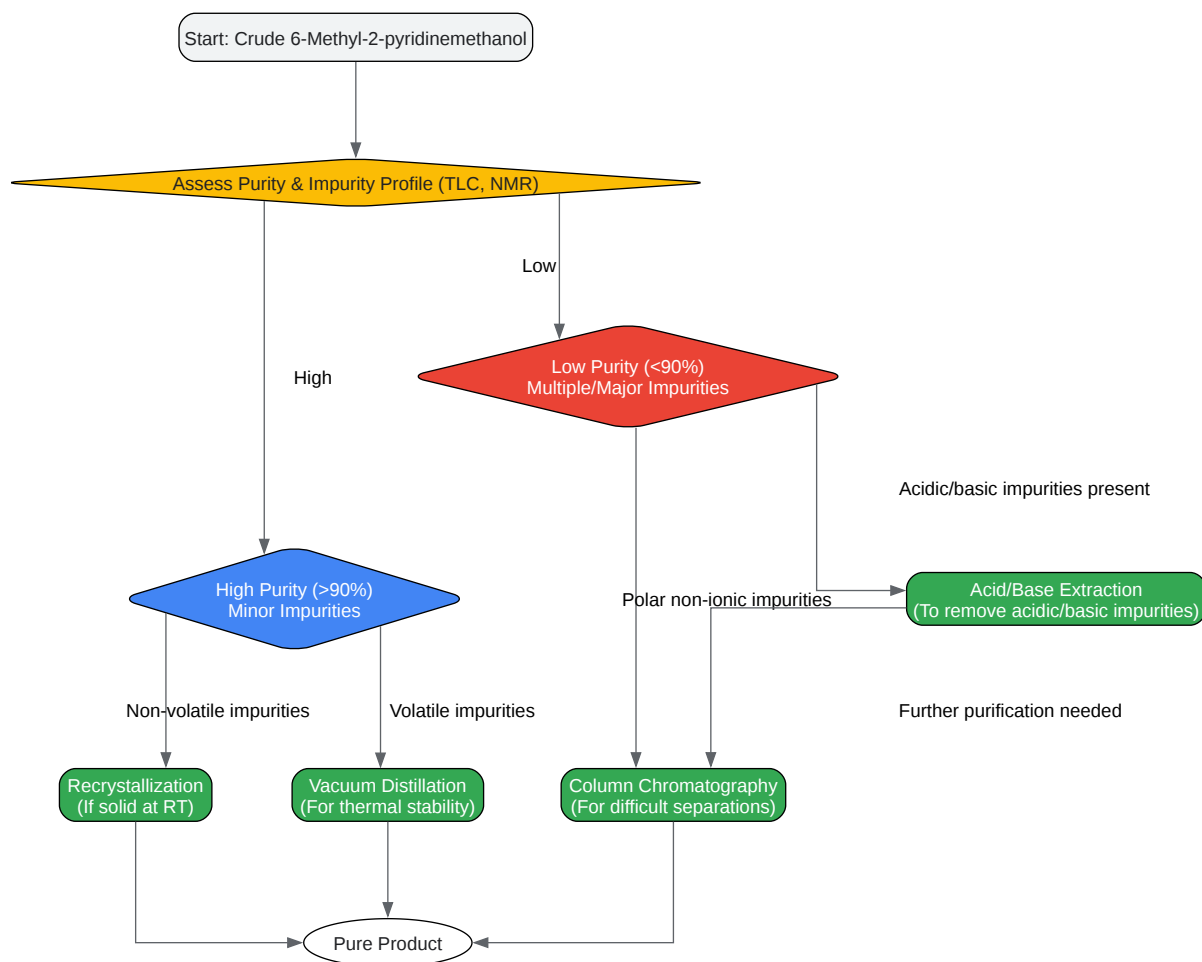 Start: Crude 6-Methyl-2-pyridinemethanol
Assess Purity & Impurity Profile (TLC, NMR)
Low
High
Low Purity (<90%)
Multiple/Major Impurities
Acidic/basic impurities present
High Purity (>90%)
Minor Impurities
Polar non-ionic impurities
Acid/Base Extraction
(To remove acidic/basic impurities)
Non-volatile impurities
Volatile impurities
Further purification needed
Recrystallization
(If solid at RT)
Vacuum Distillation
(For thermal stability)
Column Chromatography
(For difficult separations)
Pure Product